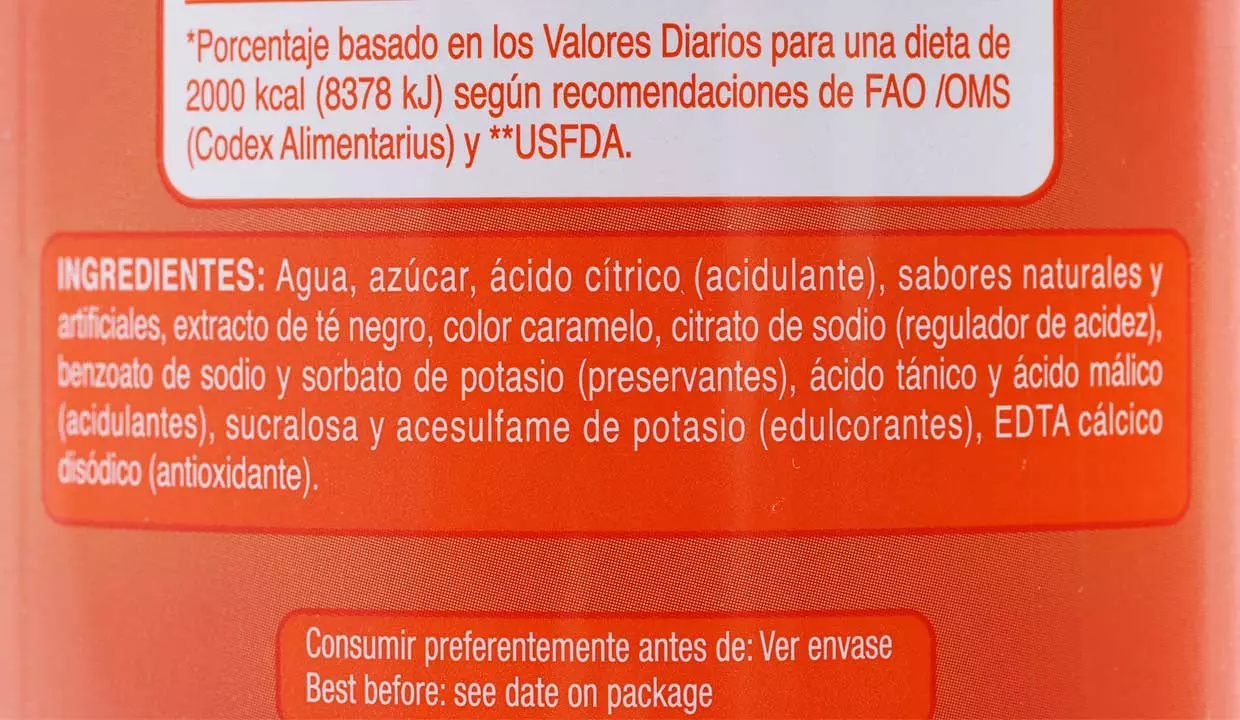 *Porcentaje basado en los Valores Diarios para una dieta de
2000 kcal (8378 kJ) según recomendaciones de FAO /OMS
(Codex Alimentarius) y **USFDA.
INGREDIENTES: Agua, azúcar, ácido cítrico (acidulante), sabores naturales y
artificiales, extracto de té negro, color caramelo, citrato de sodio (regulador de acidez),
benzoato de sodio y sorbato de potasio (preservantes), ácido tánico y ácido málico
(acidulantes), sucralosa y acesulfame de potasio (edulcorantes), EDTA cálcico
disódico (antioxidante).
Consumir preferentemente antes de: Ver envase
Best before: see date on package